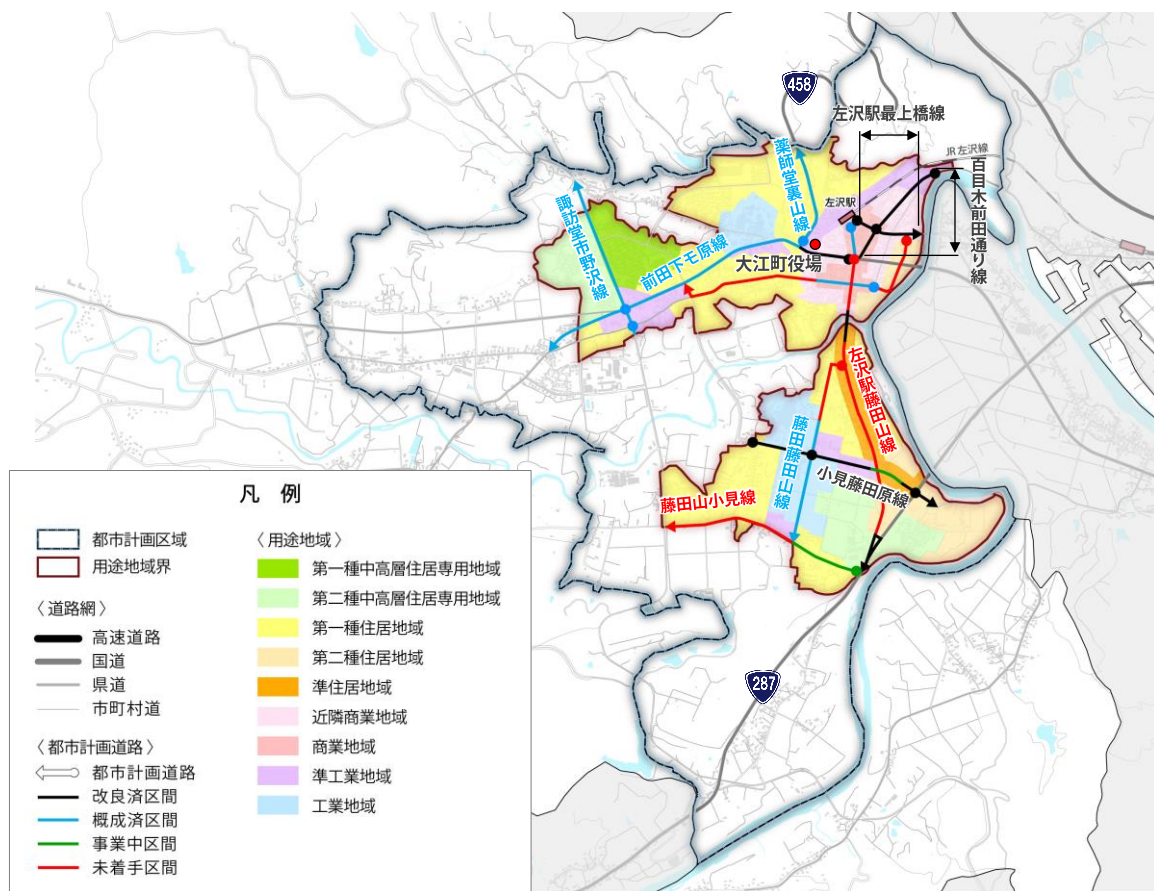 458
左沢駅最上橋線
JR 左沢線
百目木前田通り線
薬師堂裏山線
左沢駅
諏訪堂市野沢線
前田下モ原線
大江町役場
左沢駅藤田山線
藤田藤田山線
小見藤田原線
藤田山小見線
287
凡 例
都市計画区域
用途地域界
〈 道路網 〉
高速道路
国道
県道
市町村道
〈 都市計画道路 〉
都市計画道路
改良済区間
概成済区間
事業中区間
未着手区間
〈 用途地域 〉
第一種中高層住居専用地域
第二種中高層住居専用地域
第一種住居地域
第二種住居地域
準住居地域
近隣商業地域
商業地域
準工業地域
工業地域